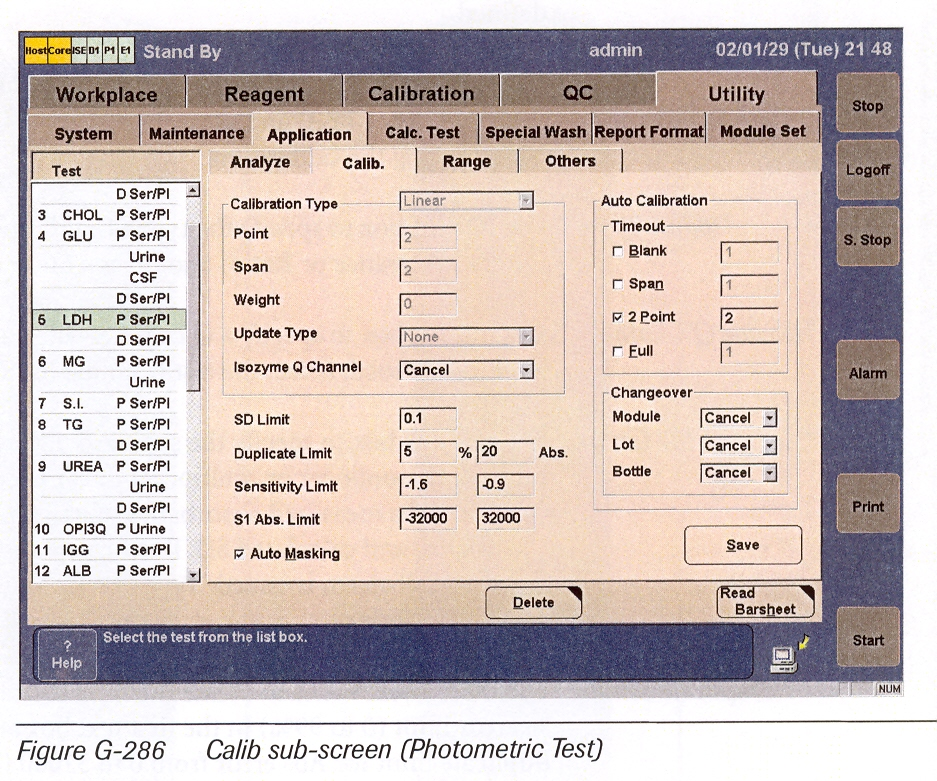 Host Core ISE D1 P1 E1 Stand By admin 02/01/29 (Tue) 21 48
Workplace Reagent Calibration QC Utility
System Maintenance Application Calc. Test Special Wash Report Format Module Set
Analyze Calib. Range Others
Test
D Ser/Pl
3 CHOL P Ser/Pl
4 GLU P Ser/Pl
Urine
CSF
D Ser/Pl
5 LDH P Ser/Pl
D Ser/Pl
6 MG P Ser/Pl
Urine
7 S.I. P Ser/Pl
8 TG P Ser/Pl
D Ser/Pl
9 UREA P Ser/Pl
Urine
D Ser/Pl
10 OPI3Q P Urine
11 IGG P Ser/Pl
12 ALB P Ser/Pl
Calibration Type Linear
Point 2
Span 2
Weight 0
Update Type None
Isozyme Q Channel Cancel
SD Limit 0.1
Duplicate Limit 5 % 20 Abs.
Sensitivity Limit -1.6 -0.9
S1 Abs. Limit -32000 32000
Auto Masking
Auto Calibration
Timeout
Blank 1
Span 1
2 Point 2
Full 1
Changeover
Module Cancel
Lot Cancel
Bottle Cancel
Save
Delete
Read
Barsheet
Stop
Logoff
S. Stop
Alarm
Print
Start
?
Help
Select the test from the list box.
NUM
Figure G-286 Calib sub-screen (Photometric Test)